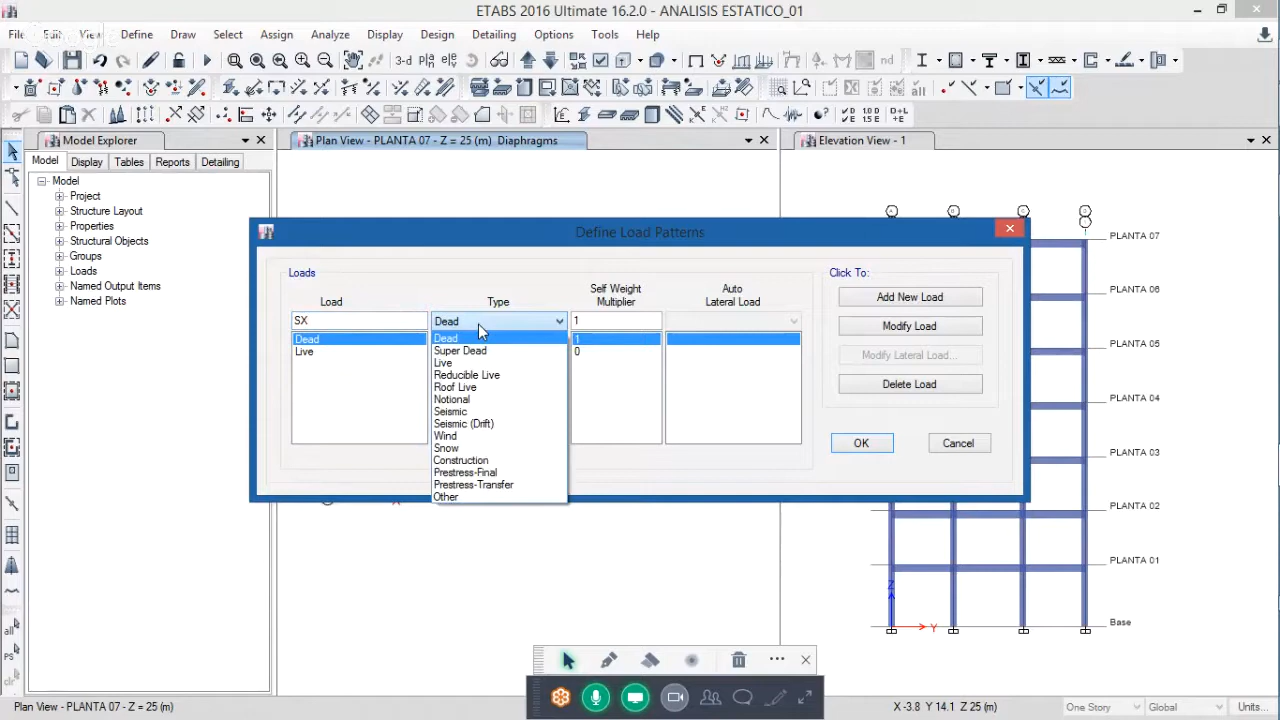 ETABS 2016 Ultimate 16.2.0 - ANALISIS ESTATICO_01
File Edit View Define Draw Select Assign Analyze Display Design Detailing Options Tools Help
Google
3-d
nd
Model Explorer
Plan View - PLANTA 07 - Z = 25 (m) Diaphragms
Elevation View - 1
Model Display Tables Reports Detailing
Model
Project
Structure Layout
Properties
Structural Objects
Groups
Loads
Named Output Items
Named Plots
Define Load Patterns
Loads
Click To:
Load
Type
Self Weight
Multiplier
Auto
Lateral Load
SX
Dead
1
Dead
Live
Dead
Super Dead
Live
Reducible Live
Roof Live
Notional
Seismic
Seismic (Drift)
Wind
Snow
Construction
Prestress-Final
Prestress-Transfer
Other
1
0
Add New Load
Modify Load
Modify Lateral Load...
Delete Load
OK
Cancel
PLANTA 07
PLANTA 06
PLANTA 05
PLANTA 04
PLANTA 03
PLANTA 02
PLANTA 01
Base
Z
Y
X
all
PS
Plan View - PLANTA 07 - Z = 25 (m)
X -3.8 Y 14.1 Z 25 (m)
One Story
Global
Units...